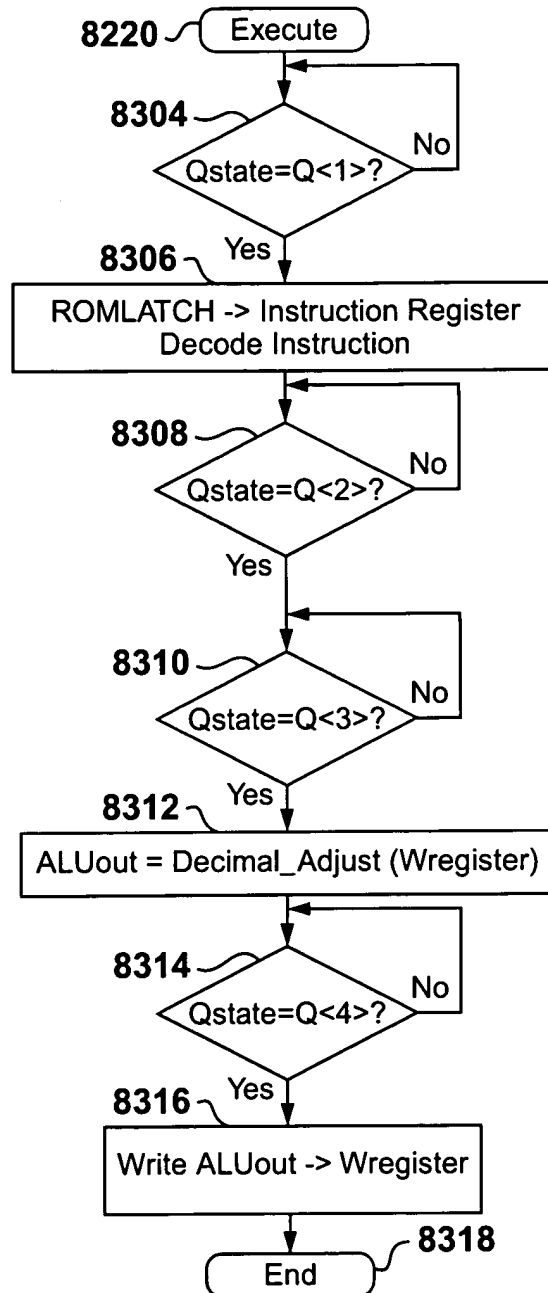 8220
Execute
8304
Qstate=Q<1>?
No
Yes
8306
ROMLATCH -> Instruction Register
Decode Instruction
8308
Qstate=Q<2>?
No
Yes
8310
Qstate=Q<3>?
No
Yes
8312
ALUout = Decimal_Adjust (Wregister)
8314
Qstate=Q<4>?
No
Yes
8316
Write ALUout -> Wregister
8318
End